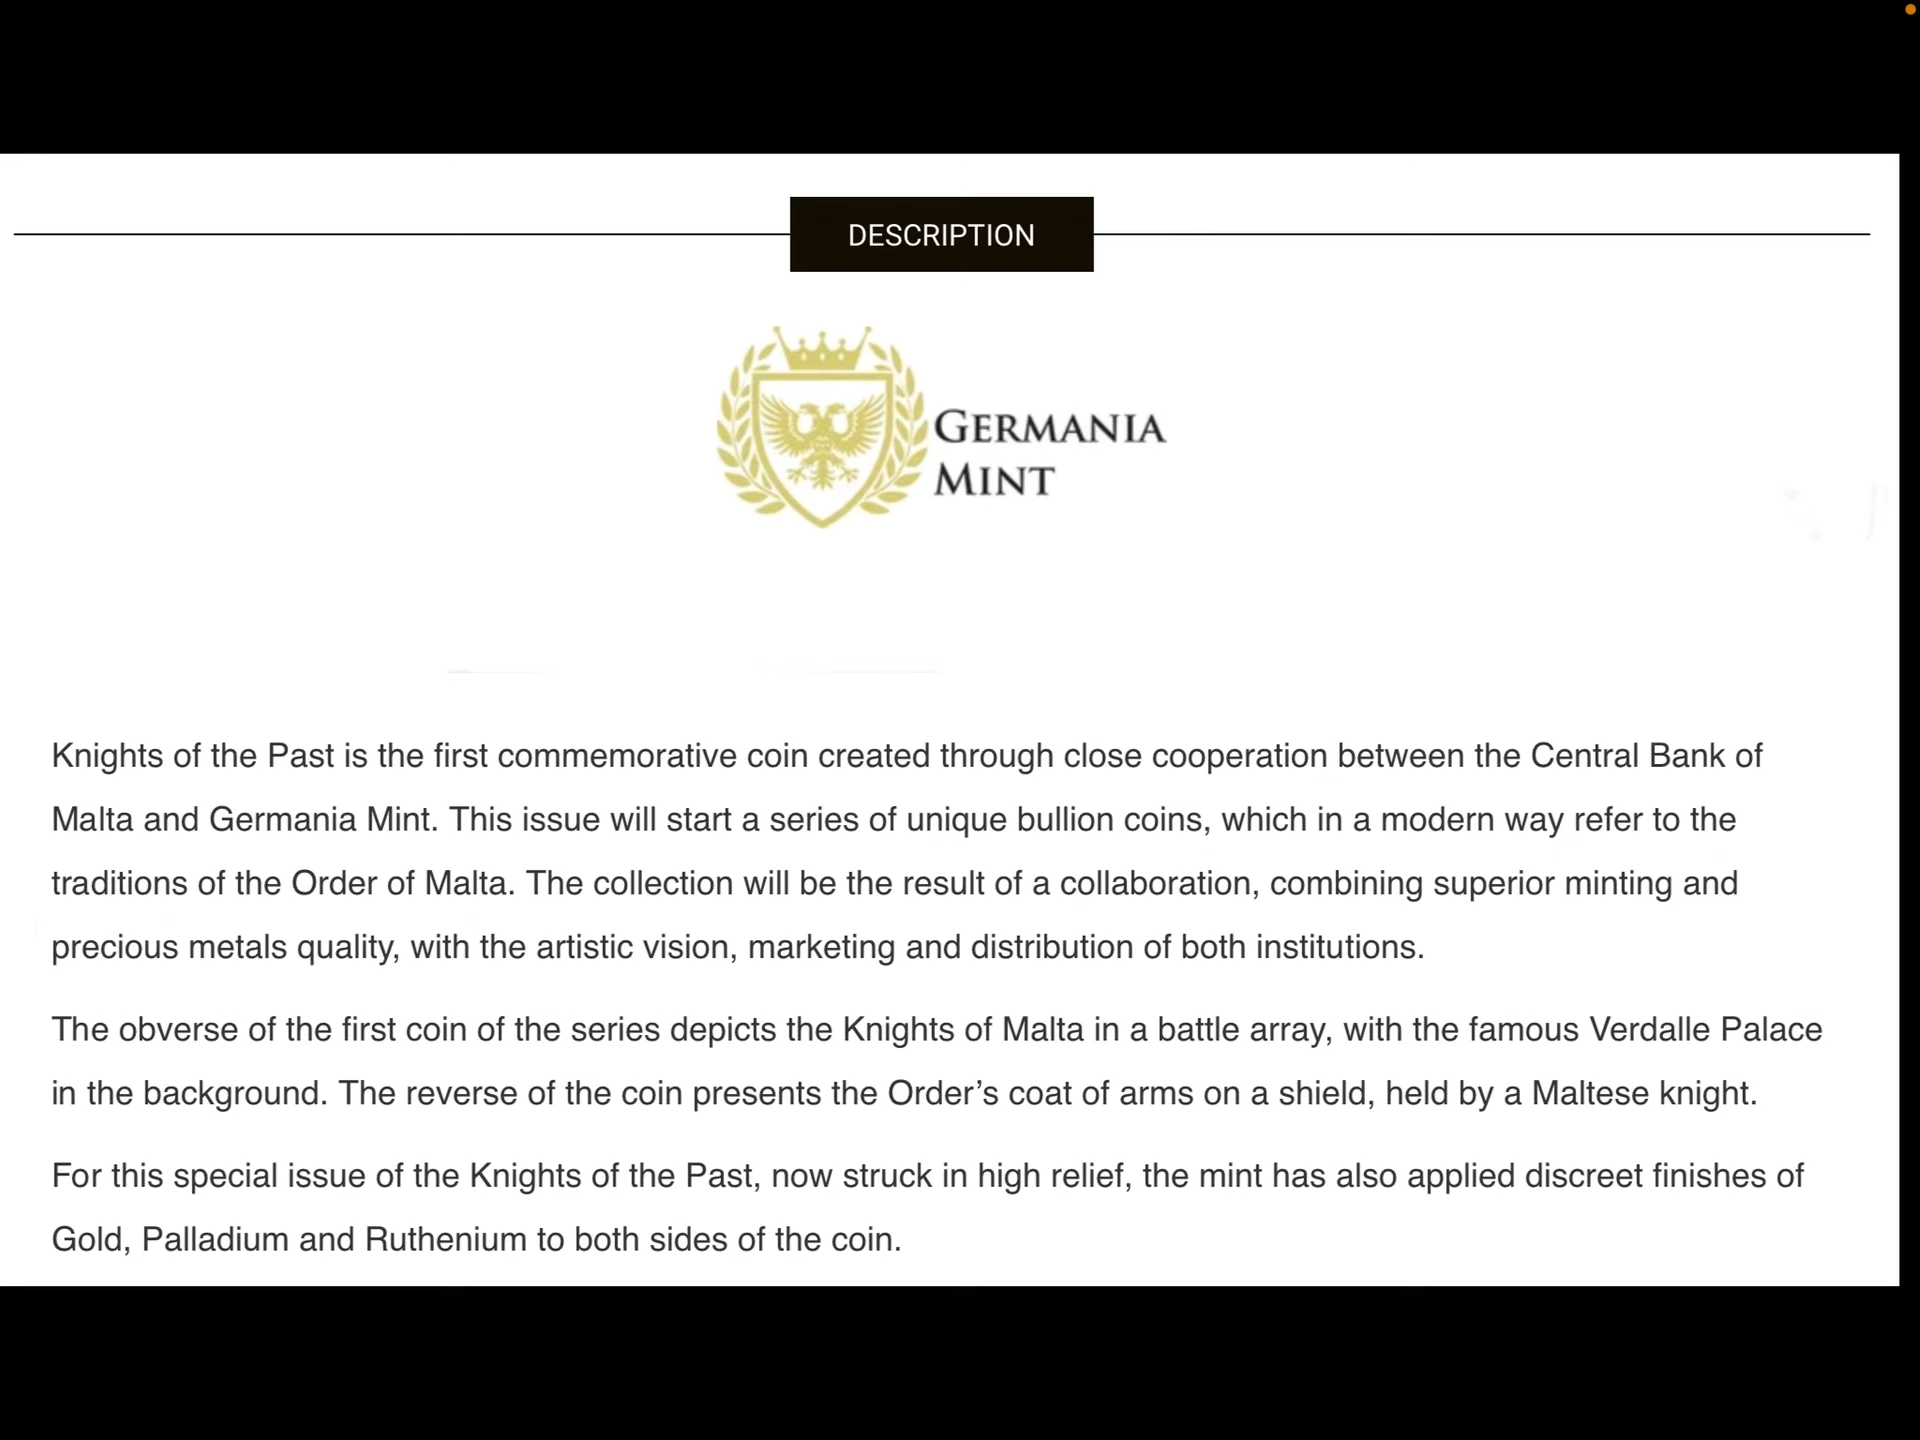 DESCRIPTION
GERMANIA
MINT
Knights of the Past is the first commemorative coin created through close cooperation between the Central Bank of
Malta and Germania Mint. This issue will start a series of unique bullion coins, which in a modern way refer to the
traditions of the Order of Malta. The collection will be the result of a collaboration, combining superior minting and
precious metals quality, with the artistic vision, marketing and distribution of both institutions.
The obverse of the first coin of the series depicts the Knights of Malta in a battle array, with the famous Verdalle Palace
in the background. The reverse of the coin presents the Order’s coat of arms on a shield, held by a Maltese knight.
For this special issue of the Knights of the Past, now struck in high relief, the mint has also applied discreet finishes of
Gold, Palladium and Ruthenium to both sides of the coin.